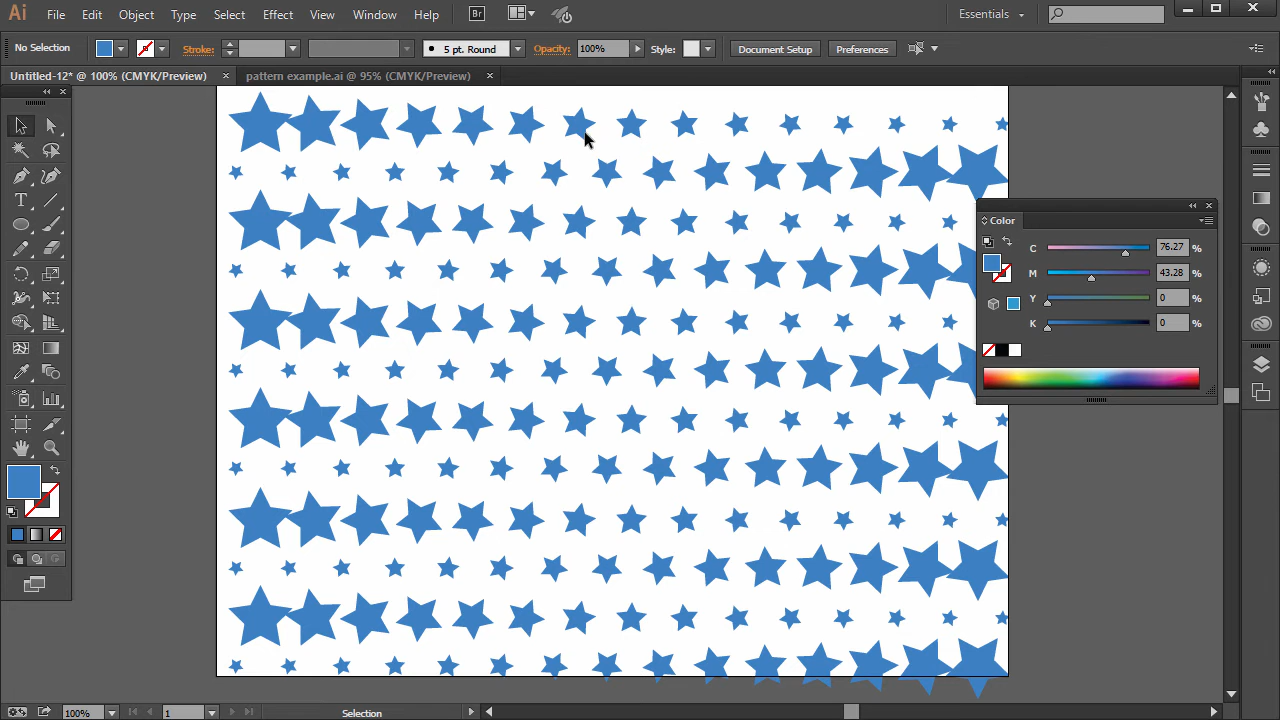 Ai File Edit Object Type Select Effect View Window Help Br Essentials
No Selection Stroke: 5 pt. Round Opacity: 100% Style: Document Setup Preferences
Untitled-12* @ 100% (CMYK/Preview) pattern example.ai @ 95% (CMYK/Preview)
Color
C 76.27 %
M 43.28 %
Y 0 %
K 0 %
T
100% 1 Selection